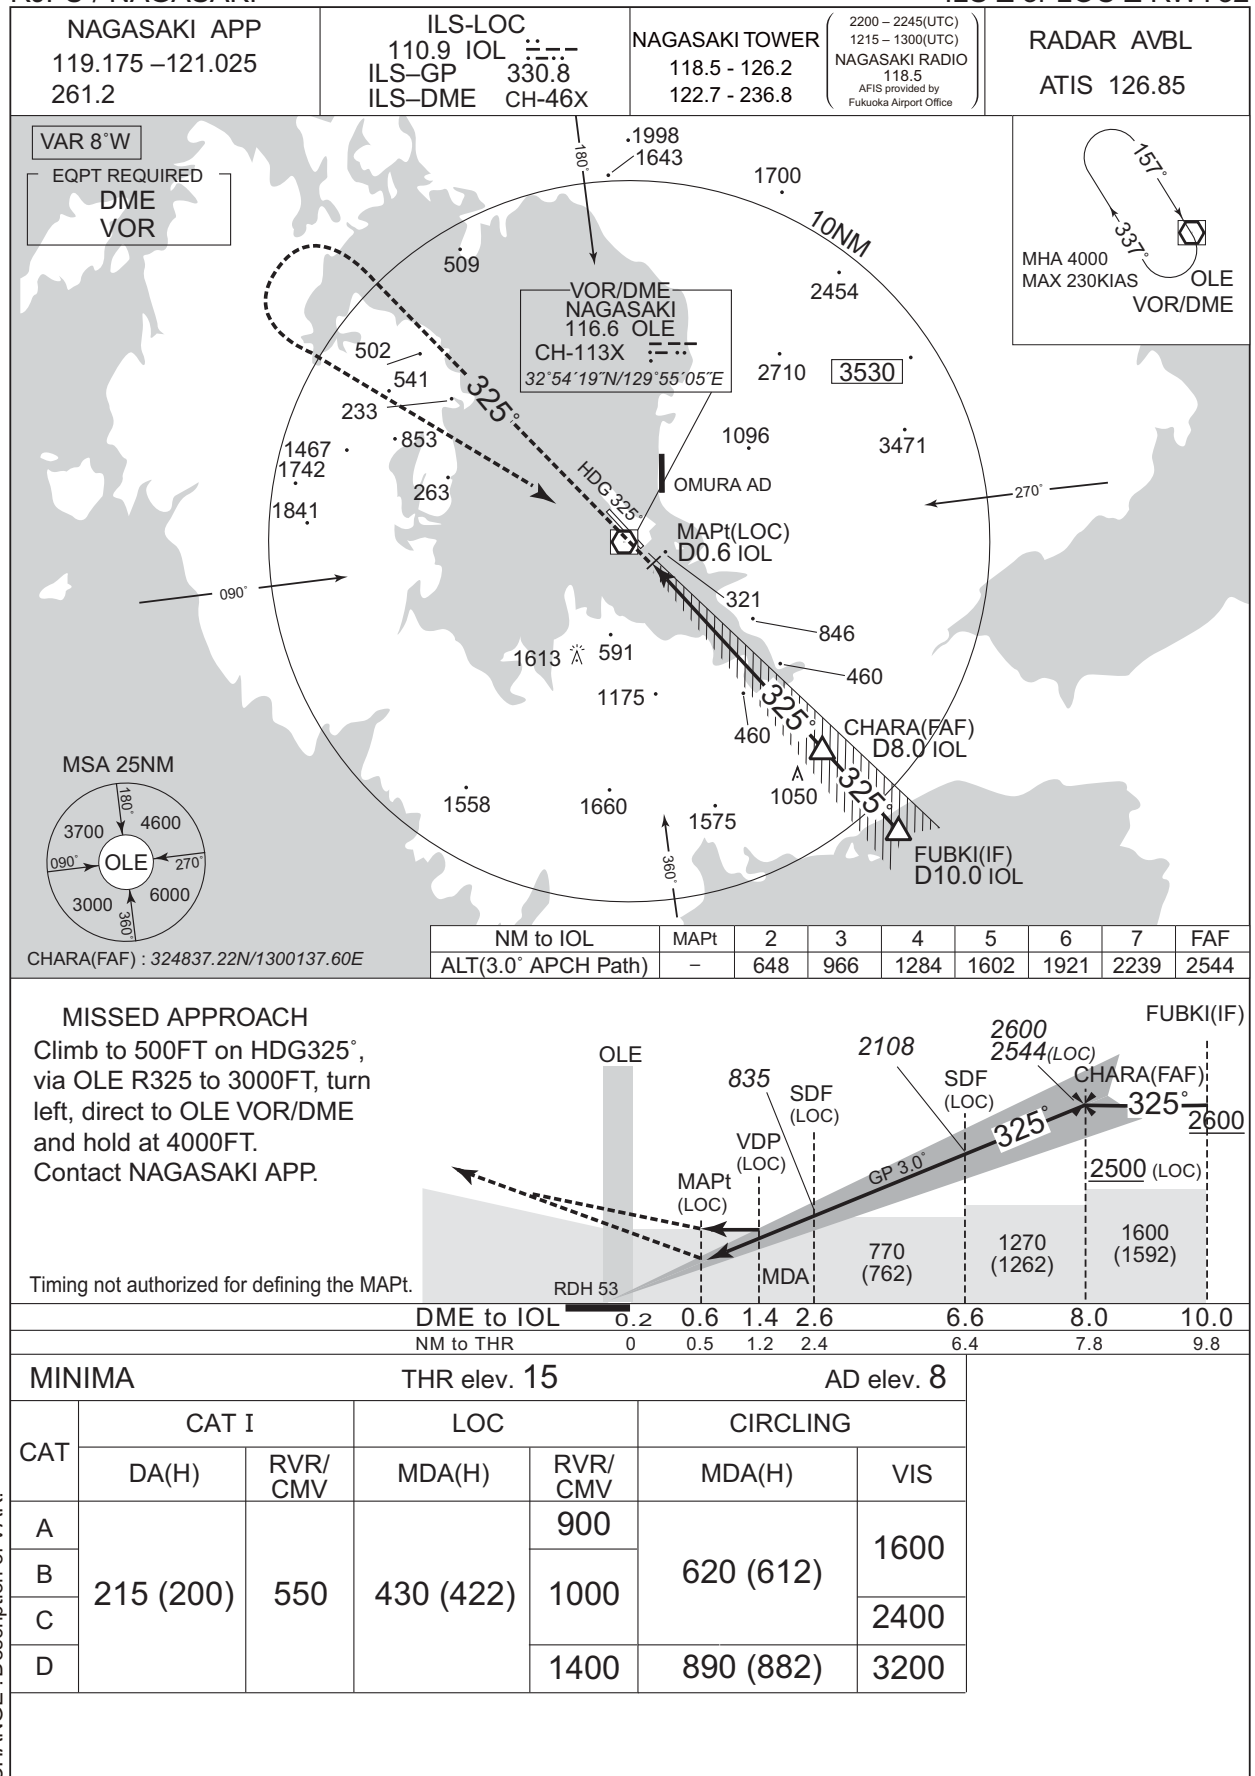 NAGASAKI APP
119.175 –121.025
261.2
ILS-LOC
110.9 IOL
ILS–GP 330.8
ILS–DME CH-46X
NAGASAKI TOWER
118.5 - 126.2
122.7 - 236.8
2200 – 2245(UTC)
1215 – 1300(UTC)
NAGASAKI RADIO
118.5
AFIS provided by
Fukuoka Airport Office
RADAR AVBL
ATIS 126.85
VAR 8°W
EQPT REQUIRED
DME
VOR
180°
1998
1643
1700
10NM
157°
337°
MHA 4000
MAX 230KIAS
OLE
VOR/DME
509
2454
VOR/DME
NAGASAKI
116.6 OLE
CH-113X
32°54´19˝N/129°55´05˝E
502
541
233
325°
2710
3530
1096
3471
1467
853
1742
263
1841
HDG 325°
OMURA AD
270°
MAPt(LOC)
D0.6 IOL
090°
321
846
1613
591
460
1175
325°
460
CHARA(FAF)
D8.0 IOL
325°
1050
1558
1660
1575
360°
FUBKI(IF)
D10.0 IOL
MSA 25NM
180°
3700
4600
090°
OLE
270°
3000
360°
6000
CHARA(FAF) : 324837.22N/1300137.60E
NM to IOL MAPt 2 3 4 5 6 7 FAF
ALT(3.0° APCH Path) – 648 966 1284 1602 1921 2239 2544
MISSED APPROACH
Climb to 500FT on HDG325°,
via OLE R325 to 3000FT, turn
left, direct to OLE VOR/DME
and hold at 4000FT.
Contact NAGASAKI APP.
Timing not authorized for defining the MAPt.
OLE
FUBKI(IF)
2600
2544(LOC)
2108
835
CHARA(FAF)
SDF
(LOC)
SDF
(LOC)
VDP
(LOC)
MAPt
(LOC)
325°
325°
2600
GP 3.0°
2500 (LOC)
770
(762)
1270
(1262)
1600
(1592)
MDA
RDH 53
DME to IOL 0.2 0.6 1.4 2.6 6.6 8.0 10.0
NM to THR 0 0.5 1.2 2.4 6.4 7.8 9.8
MINIMA THR elev. 15 AD elev. 8
CAT CAT I LOC CIRCLING
DA(H) RVR/CMV MDA(H) RVR/CMV MDA(H) VIS
A 900
B 215 (200) 550 430 (422) 1000 620 (612) 1600
C 2400
D 1400 890 (882) 3200